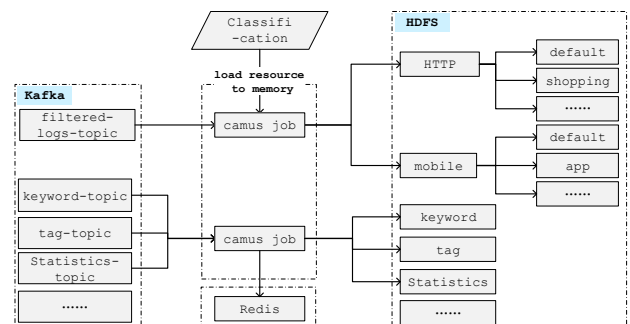 Classifi
-cation
HDFS
load resource
to memory
HTTP
default
shopping
......
Kafka
filtered-
logs-topic
camus job
mobile
default
app
......
keyword-topic
tag-topic
Statistics-
topic
......
camus job
keyword
tag
Statistics
......
Redis